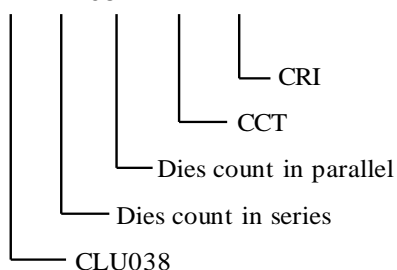 CRI
CCT
Dies count in parallel
Dies count in series
CLU038